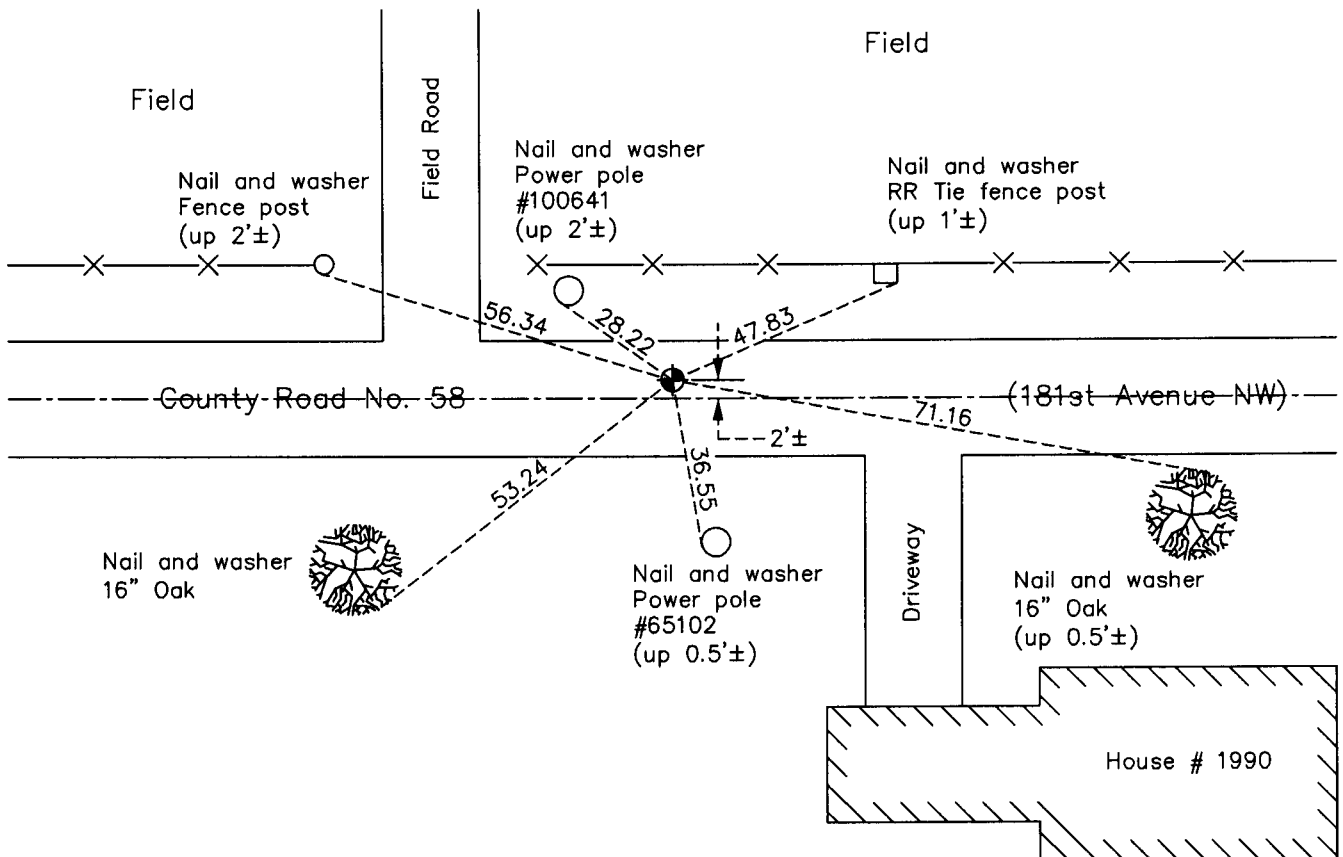 Field
Field
Field Road
Nail and washer
Fence post
(up 2'±)
Nail and washer
Power pole
#100641
(up 2'±)
Nail and washer
RR Tie fence post
(up 1'±)
56.34
28.22
47.83
County Road No. 58
(181st Avenue NW)
2'±
71.16
53.24
36.55
Nail and washer
16" Oak
Nail and washer
Power pole
#65102
(up 0.5'±)
Driveway
Nail and washer
16" Oak
(up 0.5'±)
House # 1990